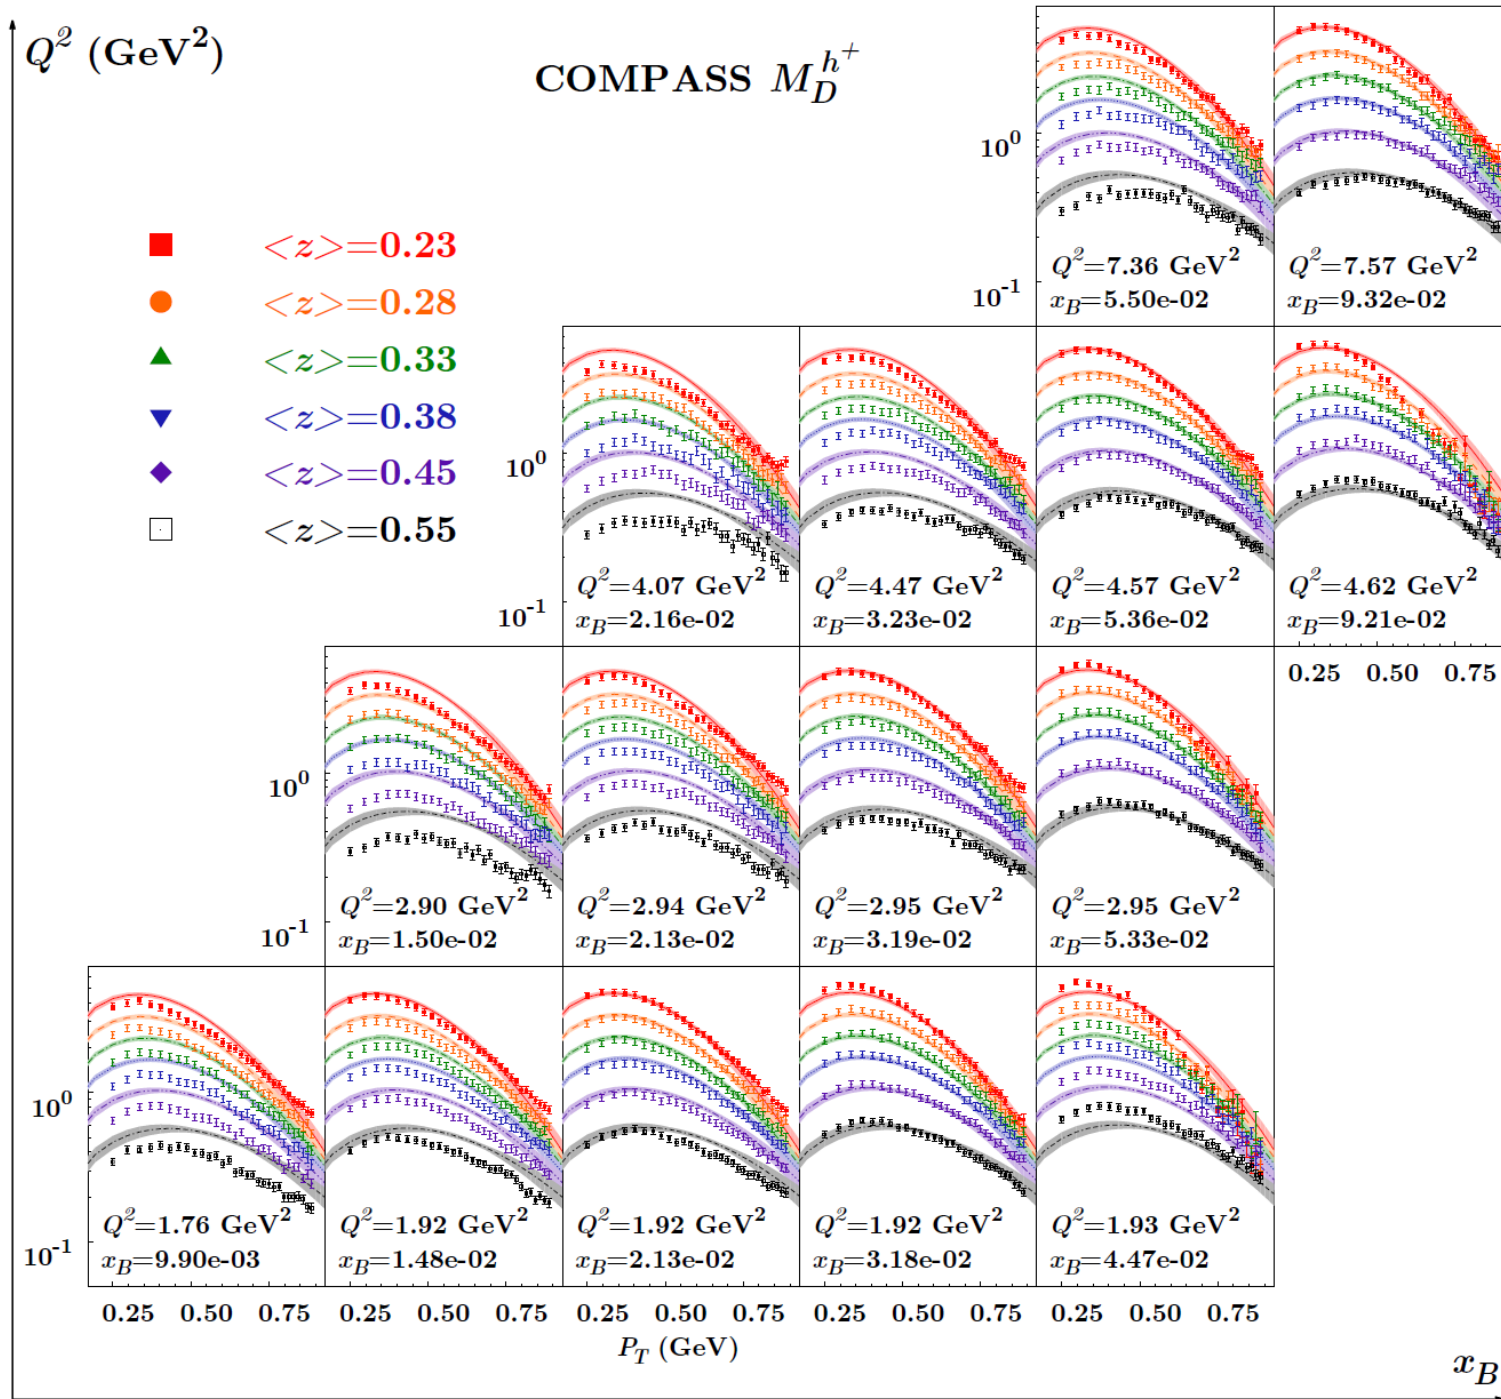 Q² (GeV²)
COMPASS M_D^{h⁺}
<z>=0.23
<z>=0.28
<z>=0.33
<z>=0.38
<z>=0.45
<z>=0.55
10⁰
10⁻¹
Q²=7.36 GeV²
x_B=5.50e-02
Q²=7.57 GeV²
x_B=9.32e-02
10⁰
10⁻¹
Q²=4.07 GeV²
x_B=2.16e-02
Q²=4.47 GeV²
x_B=3.23e-02
Q²=4.57 GeV²
x_B=5.36e-02
Q²=4.62 GeV²
x_B=9.21e-02
0.25 0.50 0.75
10⁰
10⁻¹
Q²=2.90 GeV²
x_B=1.50e-02
Q²=2.94 GeV²
x_B=2.13e-02
Q²=2.95 GeV²
x_B=3.19e-02
Q²=2.95 GeV²
x_B=5.33e-02
10⁰
10⁻¹
Q²=1.76 GeV²
x_B=9.90e-03
Q²=1.92 GeV²
x_B=1.48e-02
Q²=1.92 GeV²
x_B=2.13e-02
Q²=1.92 GeV²
x_B=3.18e-02
Q²=1.93 GeV²
x_B=4.47e-02
0.25 0.50 0.75 0.25 0.50 0.75 0.25 0.50 0.75 0.25 0.50 0.75 0.25 0.50 0.75
P_T (GeV)
x_B